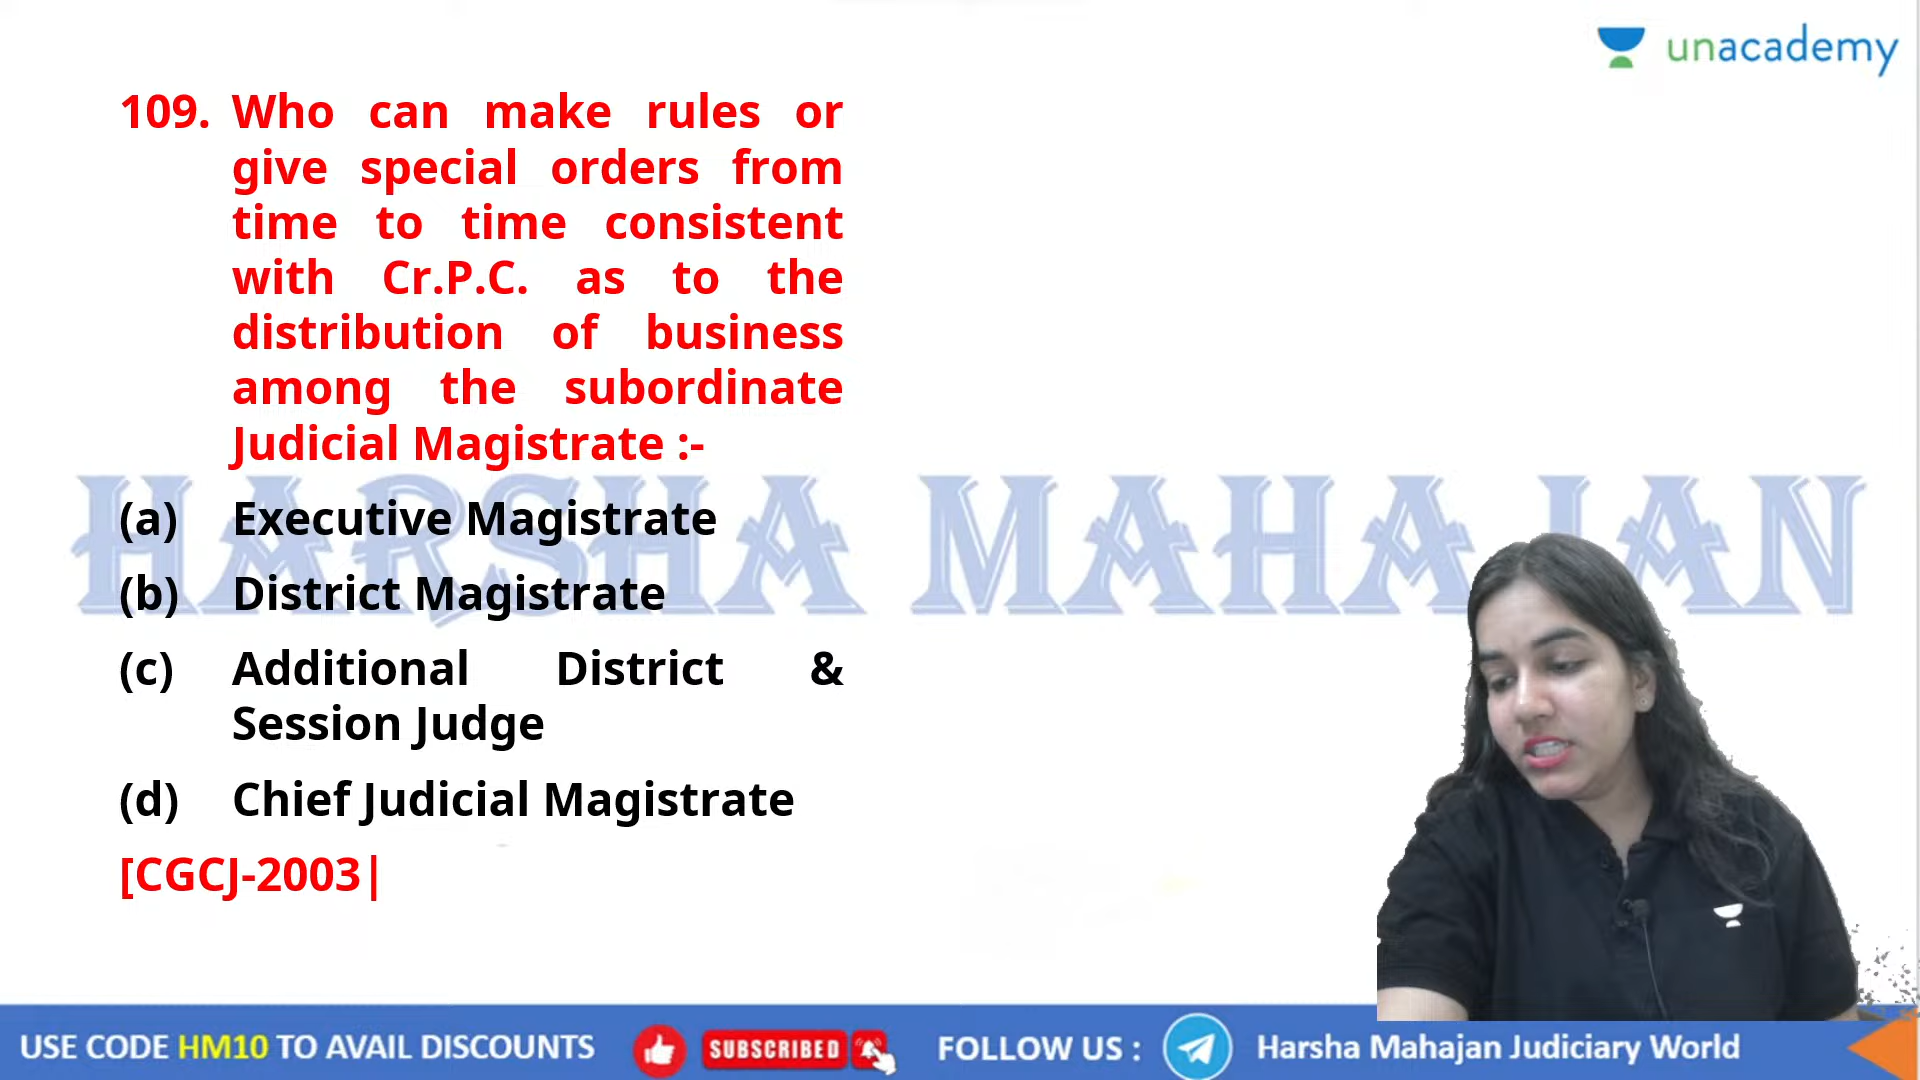 unacademy
109. Who can make rules or
give special orders from
time to time consistent
with Cr.P.C. as to the
distribution of business
among the subordinate
Judicial Magistrate :-
HARSHA MAHAJAN
(a) Executive Magistrate
(b) District Magistrate
(c) Additional District &
Session Judge
(d) Chief Judicial Magistrate
[CGCJ-2003|
USE CODE HM10 TO AVAIL DISCOUNTS
SUBSCRIBED
FOLLOW US :
Harsha Mahajan Judiciary World